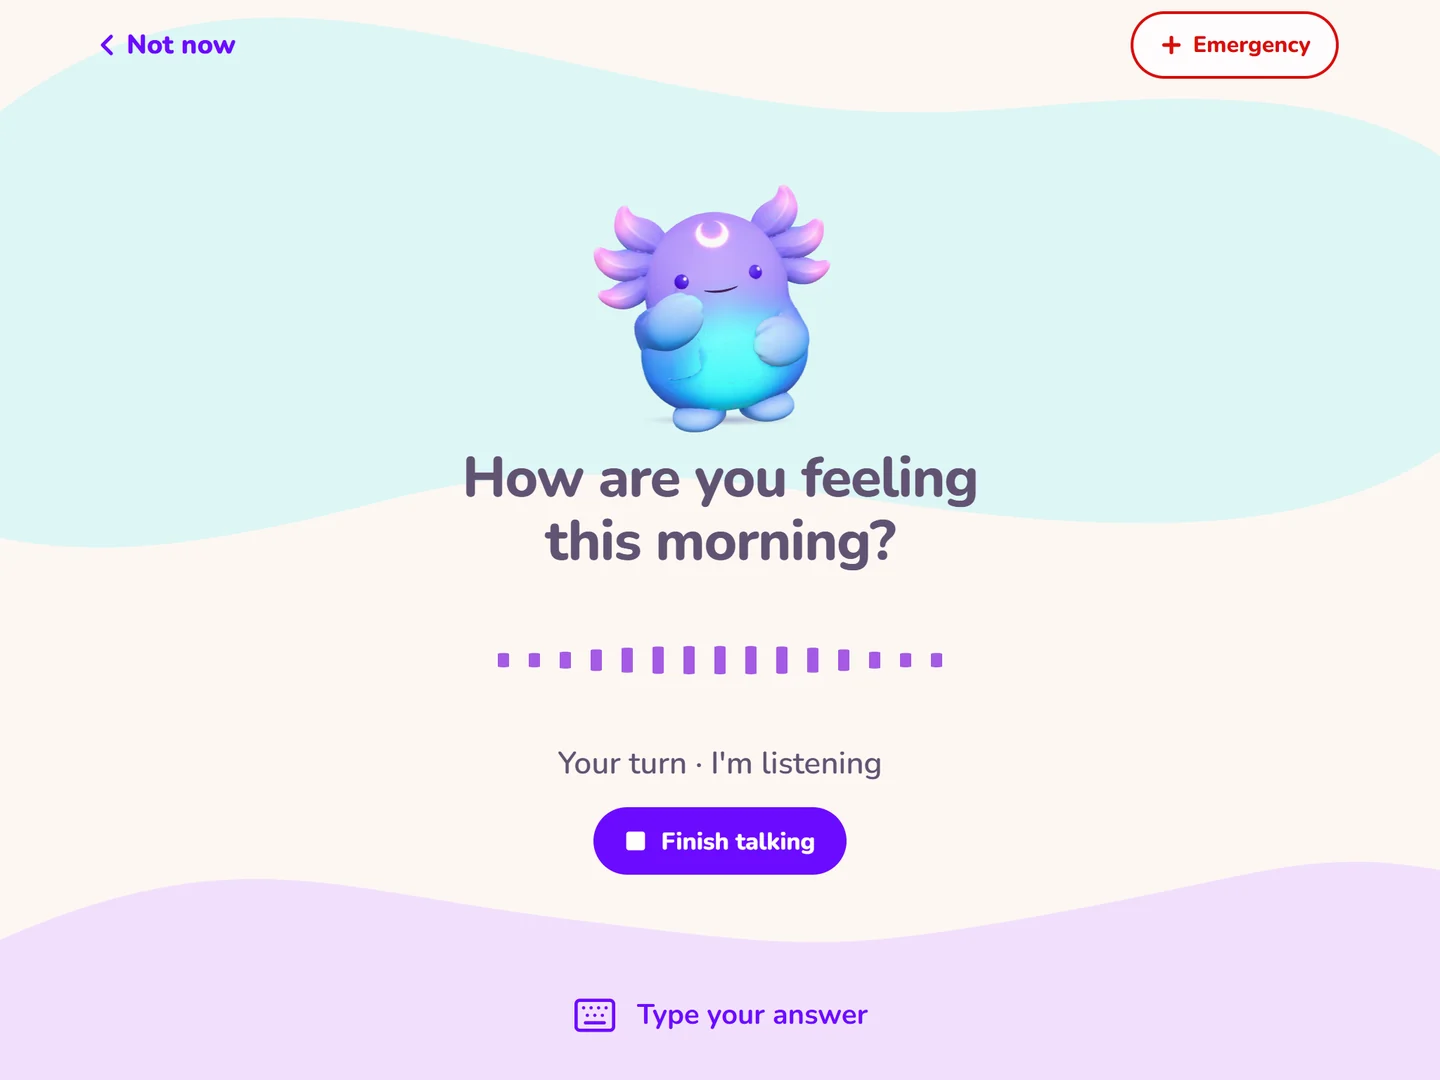 Not now
Emergency
How are you feeling
this morning?
Your turn · I'm listening
Finish talking
Type your answer